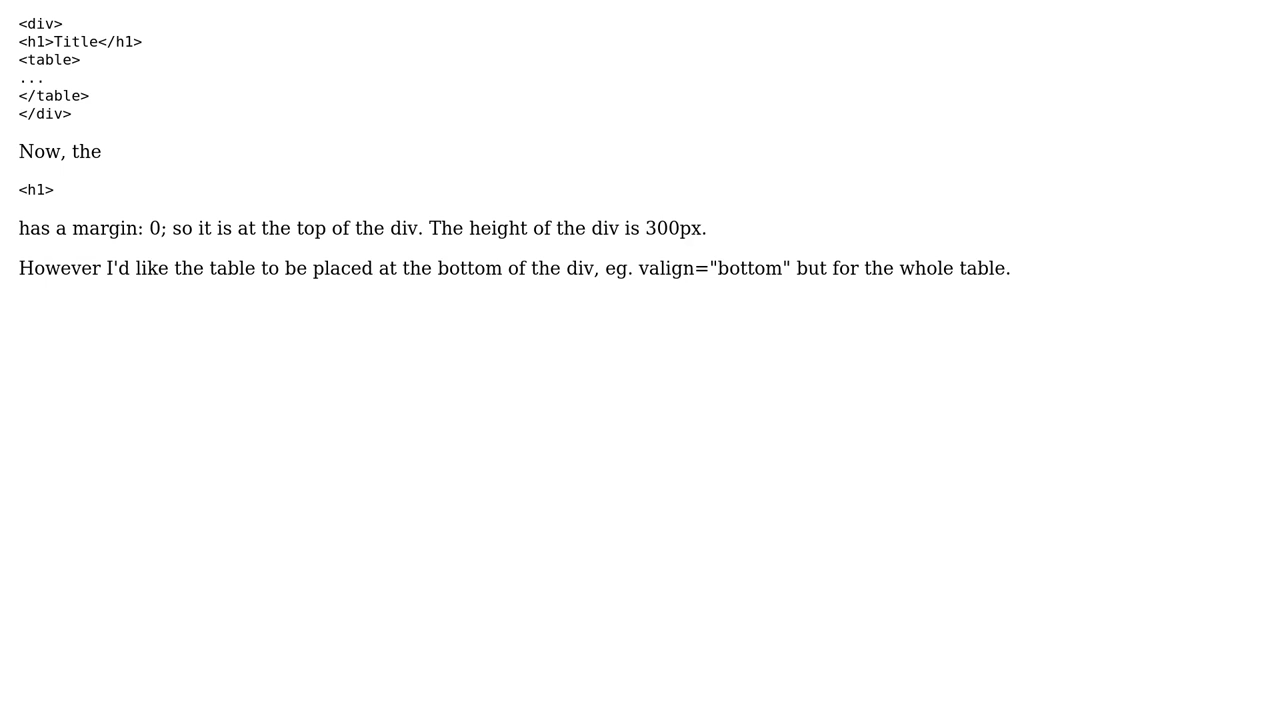 <div>
<h1>Title</h1>
<table>
...
</table>
</div>
Now, the
<h1>
has a margin: 0; so it is at the top of the div. The height of the div is 300px.
However I'd like the table to be placed at the bottom of the div, eg. valign="bottom" but for the whole table.